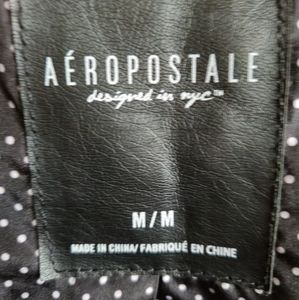 AÉROPOSTALE
designed in nyc™
M/M
MADE IN CHINA/ FABRIQUÉ EN CHINE